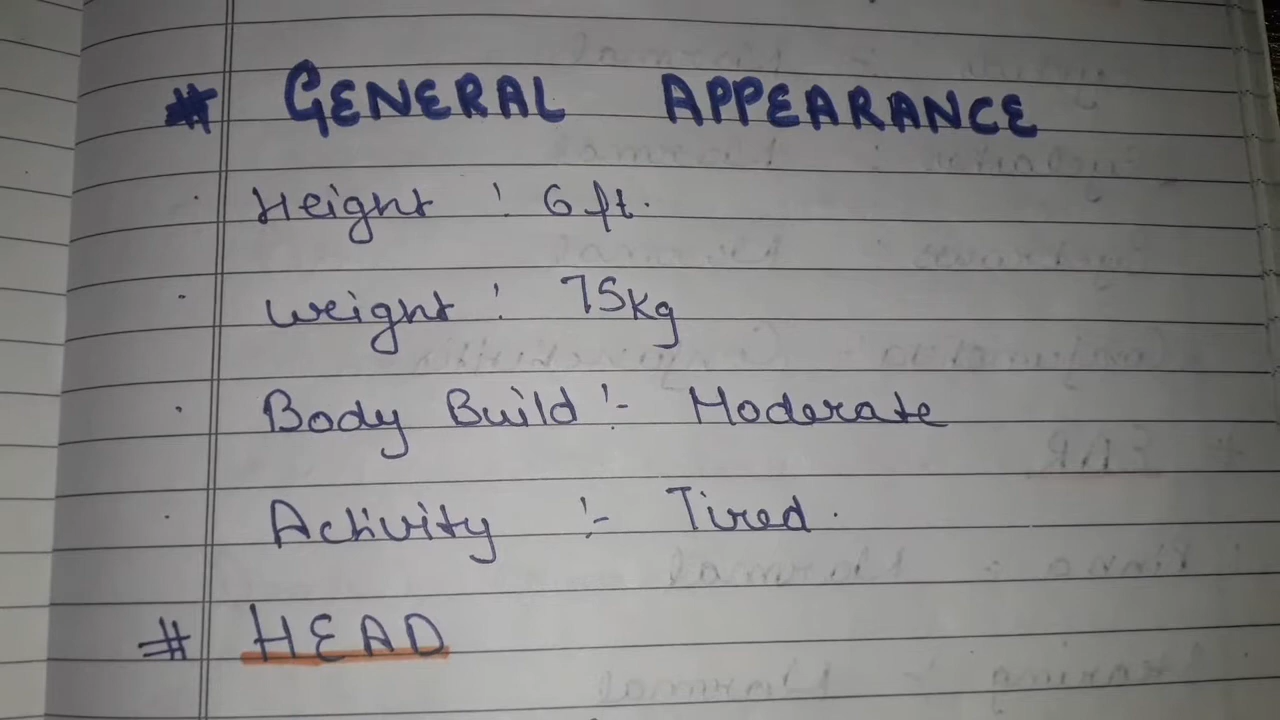 # GENERAL APPEARANCE
Height : 6 ft.
Weight : 75kg
Body Build :- Moderate
Activity :- Tired.
# HEAD